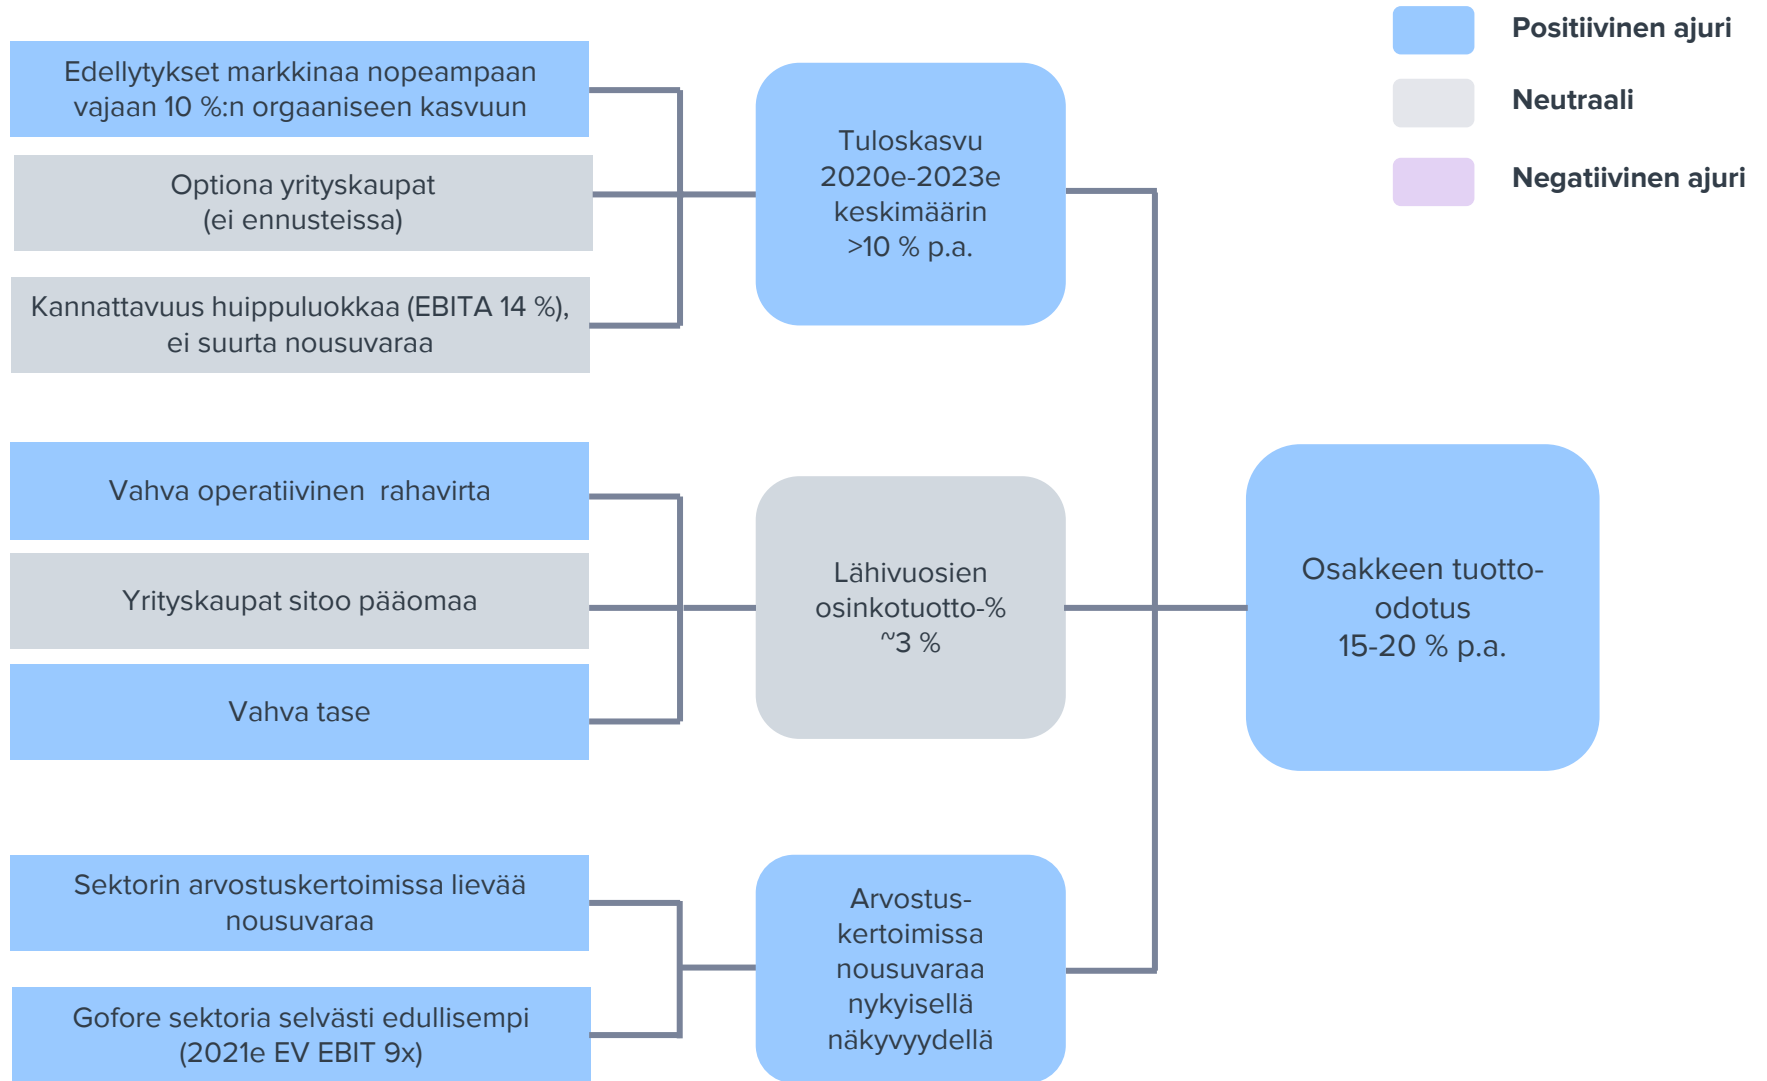 Edellytykset markkinaa nopeampaan
vajaan 10 %:n orgaaniseen kasvuun
Optiona yrityskaupat
(ei ennusteissa)
Kannattavuus huippuluokkaa (EBITA 14 %),
ei suurta nousuvaraa
Tuloskasvu
2020e-2023e
keskimäärin
>10 % p.a.
Positiivinen ajuri
Neutraali
Negatiivinen ajuri
Vahva operatiivinen rahavirta
Yrityskaupat sitoo pääomaa
Vahva tase
Lähivuosien
osinkotuotto-%
~3 %
Osakkeen tuotto-
odotus
15-20 % p.a.
Sektorin arvostuskertoimissa lievää
nousuvaraa
Gofore sektoria selvästi edullisempi
(2021e EV EBIT 9x)
Arvostus-
kertoimissa
nousuvaraa
nykyisellä
näkyvyydellä